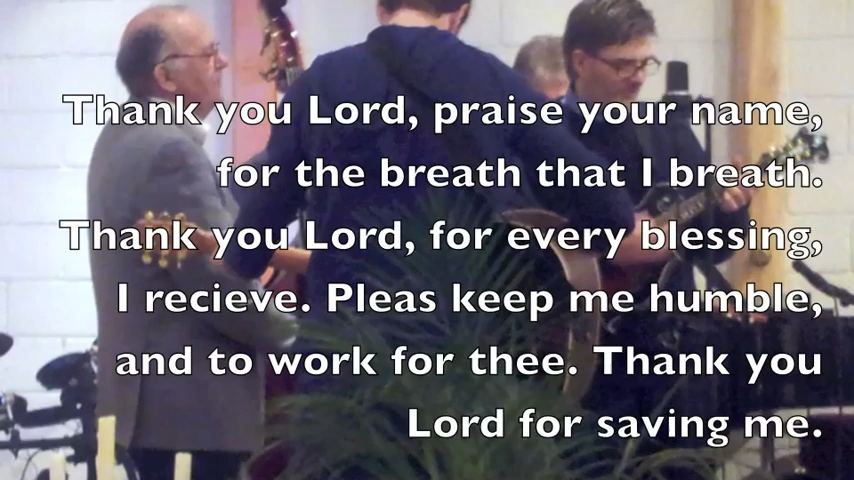 Thank you Lord, praise your name,
for the breath that I breath.
Thank you Lord, for every blessing,
I recieve. Pleas keep me humble,
and to work for thee. Thank you
Lord for saving me.